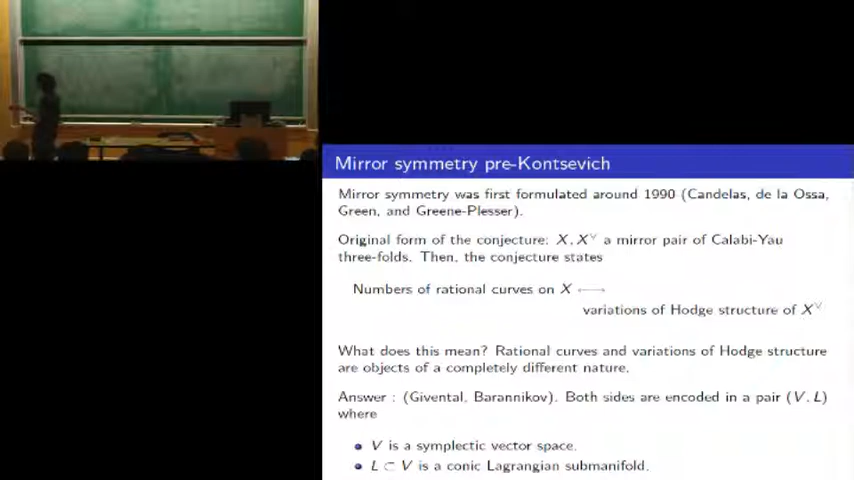 Mirror symmetry pre-Kontsevich
Mirror symmetry was first formulated around 1990 (Candelas, de la Ossa,
Green, and Greene-Plesser).
Original form of the conjecture: X, X∨ a mirror pair of Calabi-Yau
three-folds. Then, the conjecture states
Numbers of rational curves on X ⟷
variations of Hodge structure of X∨
What does this mean? Rational curves and variations of Hodge structure
are objects of a completely different nature.
Answer : (Givental, Barannikov). Both sides are encoded in a pair (V, L)
where
V is a symplectic vector space.
L ⊂ V is a conic Lagrangian submanifold.